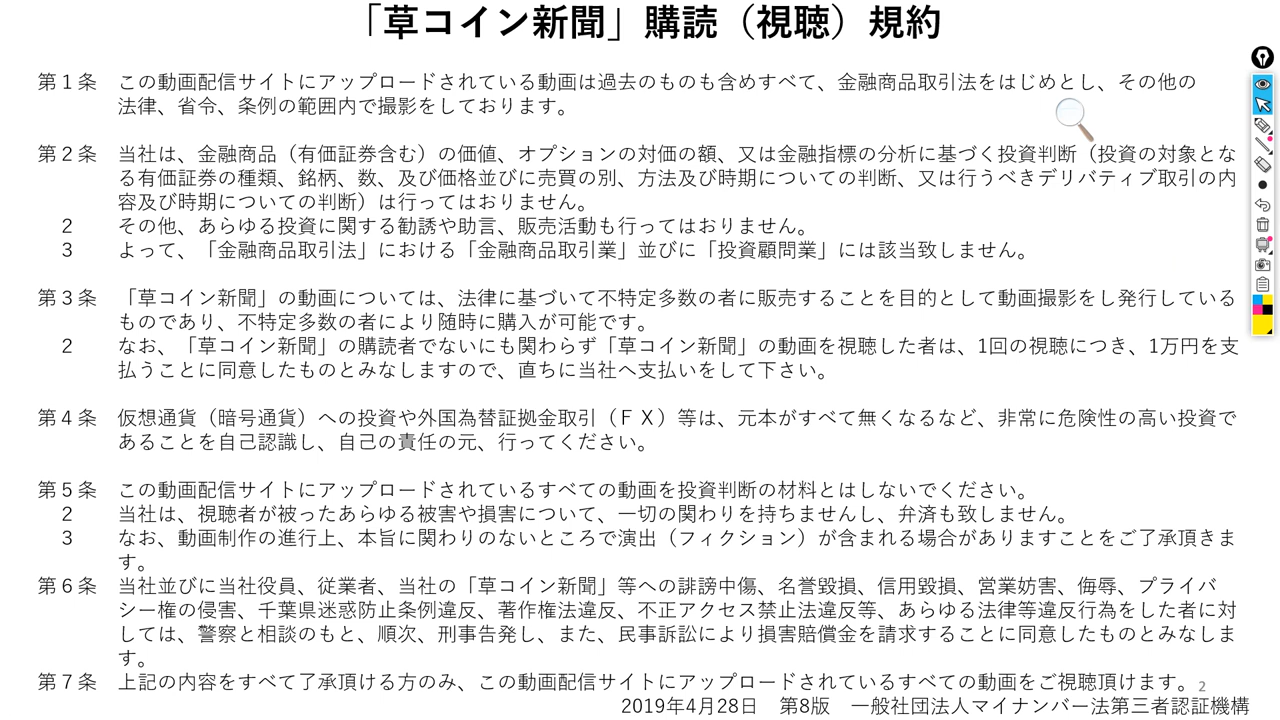 「草コイン新聞」購読（視聴）規約
第１条　この動画配信サイトにアップロードされている動画は過去のものも含めすべて、金融商品取引法をはじめとし、その他の
法律、省令、条例の範囲内で撮影をしております。
第２条　当社は、金融商品（有価証券含む）の価値、オプションの対価の額、又は金融指標の分析に基づく投資判断（投資の対象とな
る有価証券の種類、銘柄、数、及び価格並びに売買の別、方法及び時期についての判断、又は行うべきデリバティブ取引の内
容及び時期についての判断）は行ってはおりません。
２　その他、あらゆる投資に関する勧誘や助言、販売活動も行ってはおりません。
３　よって、「金融商品取引法」における「金融商品取引業」並びに「投資顧問業」には該当致しません。
第３条　「草コイン新聞」の動画については、法律に基づいて不特定多数の者に販売することを目的として動画撮影をし発行している
ものであり、不特定多数の者により随時に購入が可能です。
２　なお、「草コイン新聞」の購読者でないにも関わらず「草コイン新聞」の動画を視聴した者は、1回の視聴につき、1万円を支
払うことに同意したものとみなしますので、直ちに当社へ支払いをして下さい。
第４条　仮想通貨（暗号通貨）への投資や外国為替証拠金取引（ＦＸ）等は、元本がすべて無くなるなど、非常に危険性の高い投資で
あることを自己認識し、自己の責任の元、行ってください。
第５条　この動画配信サイトにアップロードされているすべての動画を投資判断の材料とはしないでください。
２　当社は、視聴者が被ったあらゆる被害や損害について、一切の関わりを持ちませんし、弁済も致しません。
３　なお、動画制作の進行上、本旨に関わりのないところで演出（フィクション）が含まれる場合がありますことをご了承頂きま
す。
第６条　当社並びに当社役員、従業者、当社の「草コイン新聞」等への誹謗中傷、名誉毀損、信用毀損、営業妨害、侮辱、プライバ
シー権の侵害、千葉県迷惑防止条例違反、著作権法違反、不正アクセス禁止法違反等、あらゆる法律等違反行為をした者に対
しては、警察と相談のもと、順次、刑事告発し、また、民事訴訟により損害賠償金を請求することに同意したものとみなしま
す。
第７条　上記の内容をすべて了承頂ける方のみ、この動画配信サイトにアップロードされているすべての動画をご視聴頂けます。 2
2019年4月28日　第8版　一般社団法人マイナンバー法第三者認証機構